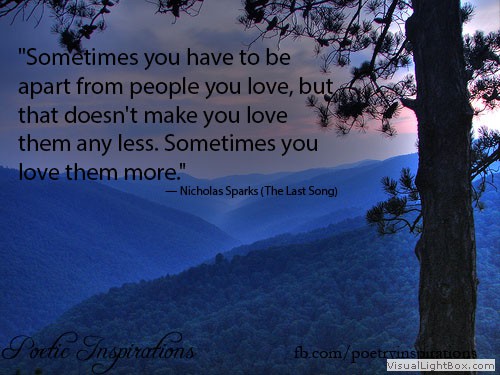 "Sometimes you have to be
apart from people you love, but
that doesn't make you love
them any less. Sometimes you
love them more."
— Nicholas Sparks (The Last Song)
Poetic Inspirations
fb.com/poetryinspirations
VisualLightBox.com